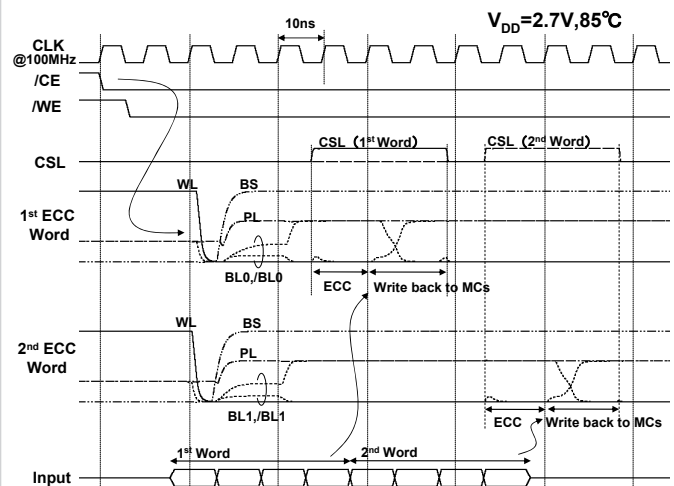 V_DD=2.7V,85℃
10ns
CLK
@100MHz
/CE
/WE
CSL (1st Word)
CSL (2nd Word)
CSL
WL
BS
PL
1st ECC
Word
BL0,/BL0
ECC
Write back to MCs
WL
BS
PL
2nd ECC
Word
BL1,/BL1
ECC
Write back to MCs
1st Word
2nd Word
Input